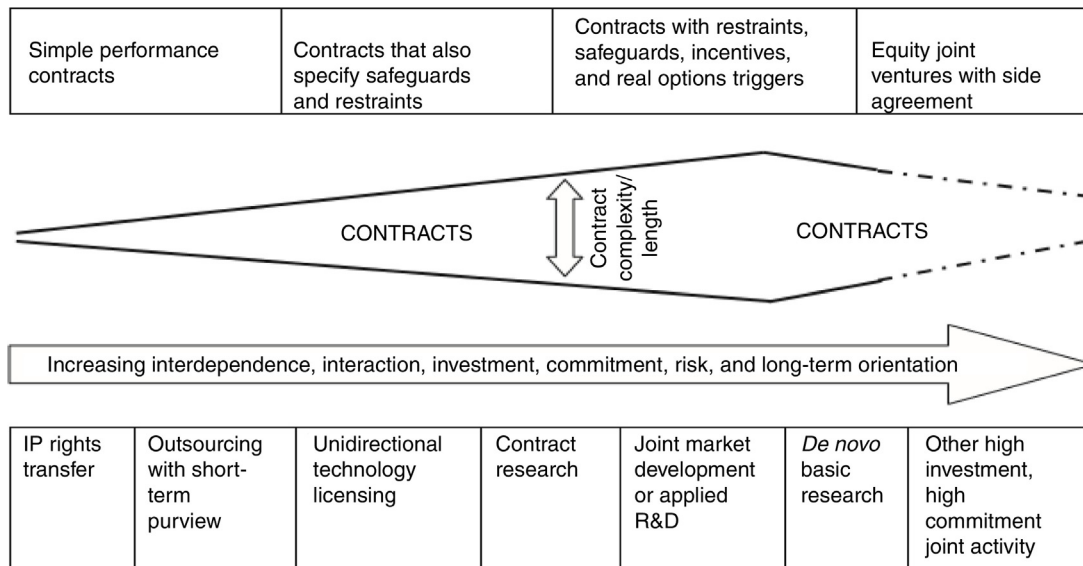 Simple performance
contracts
Contracts that also
specify safeguards
and restraints
Contracts with restraints,
safeguards, incentives,
and real options triggers
Equity joint
ventures with side
agreement
CONTRACTS
Contract
complexity/
length
CONTRACTS
Increasing interdependence, interaction, investment, commitment, risk, and long-term orientation
IP rights
transfer
Outsourcing
with short-
term
purview
Unidirectional
technology
licensing
Contract
research
Joint market
development
or applied
R&D
De novo
basic
research
Other high
investment,
high
commitment
joint activity